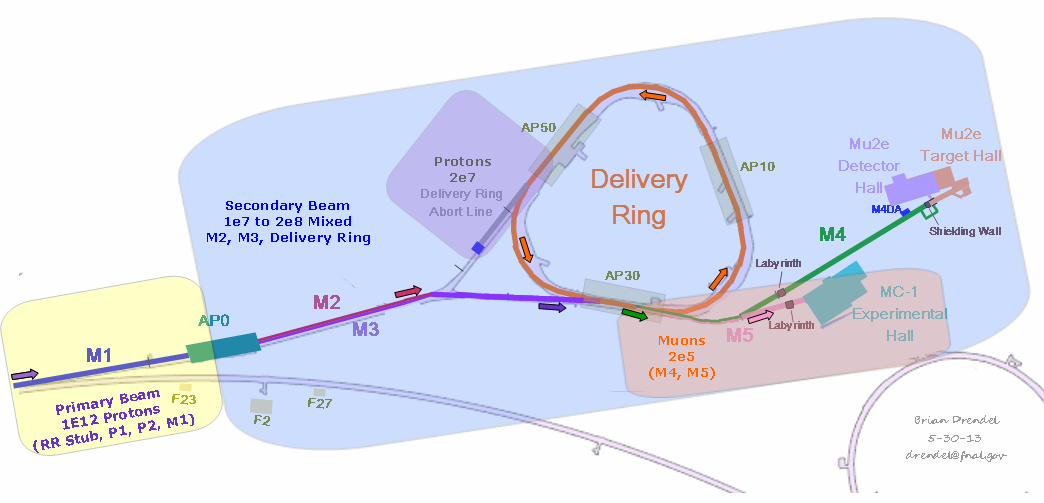 AP50
Protons
2e7
Delivery Ring
Abort Line
Delivery
Ring
AP10
Mu2e
Target Hall
Mu2e
Detector
Hall
M4DA
Shielding Wall
Secondary Beam
1e7 to 2e8 Mixed
M2, M3, Delivery Ring
M4
Labyrinth
AP30
M2
M3
AP0
M1
Labyrinth
M5
MC-1
Experimental
Hall
Muons
2e5
(M4, M5)
Primary Beam
1E12 Protons
(RR Stub, P1, P2, M1)
F23
F2
F27
Brian Drendel
5-30-13
drendel@fnal.gov